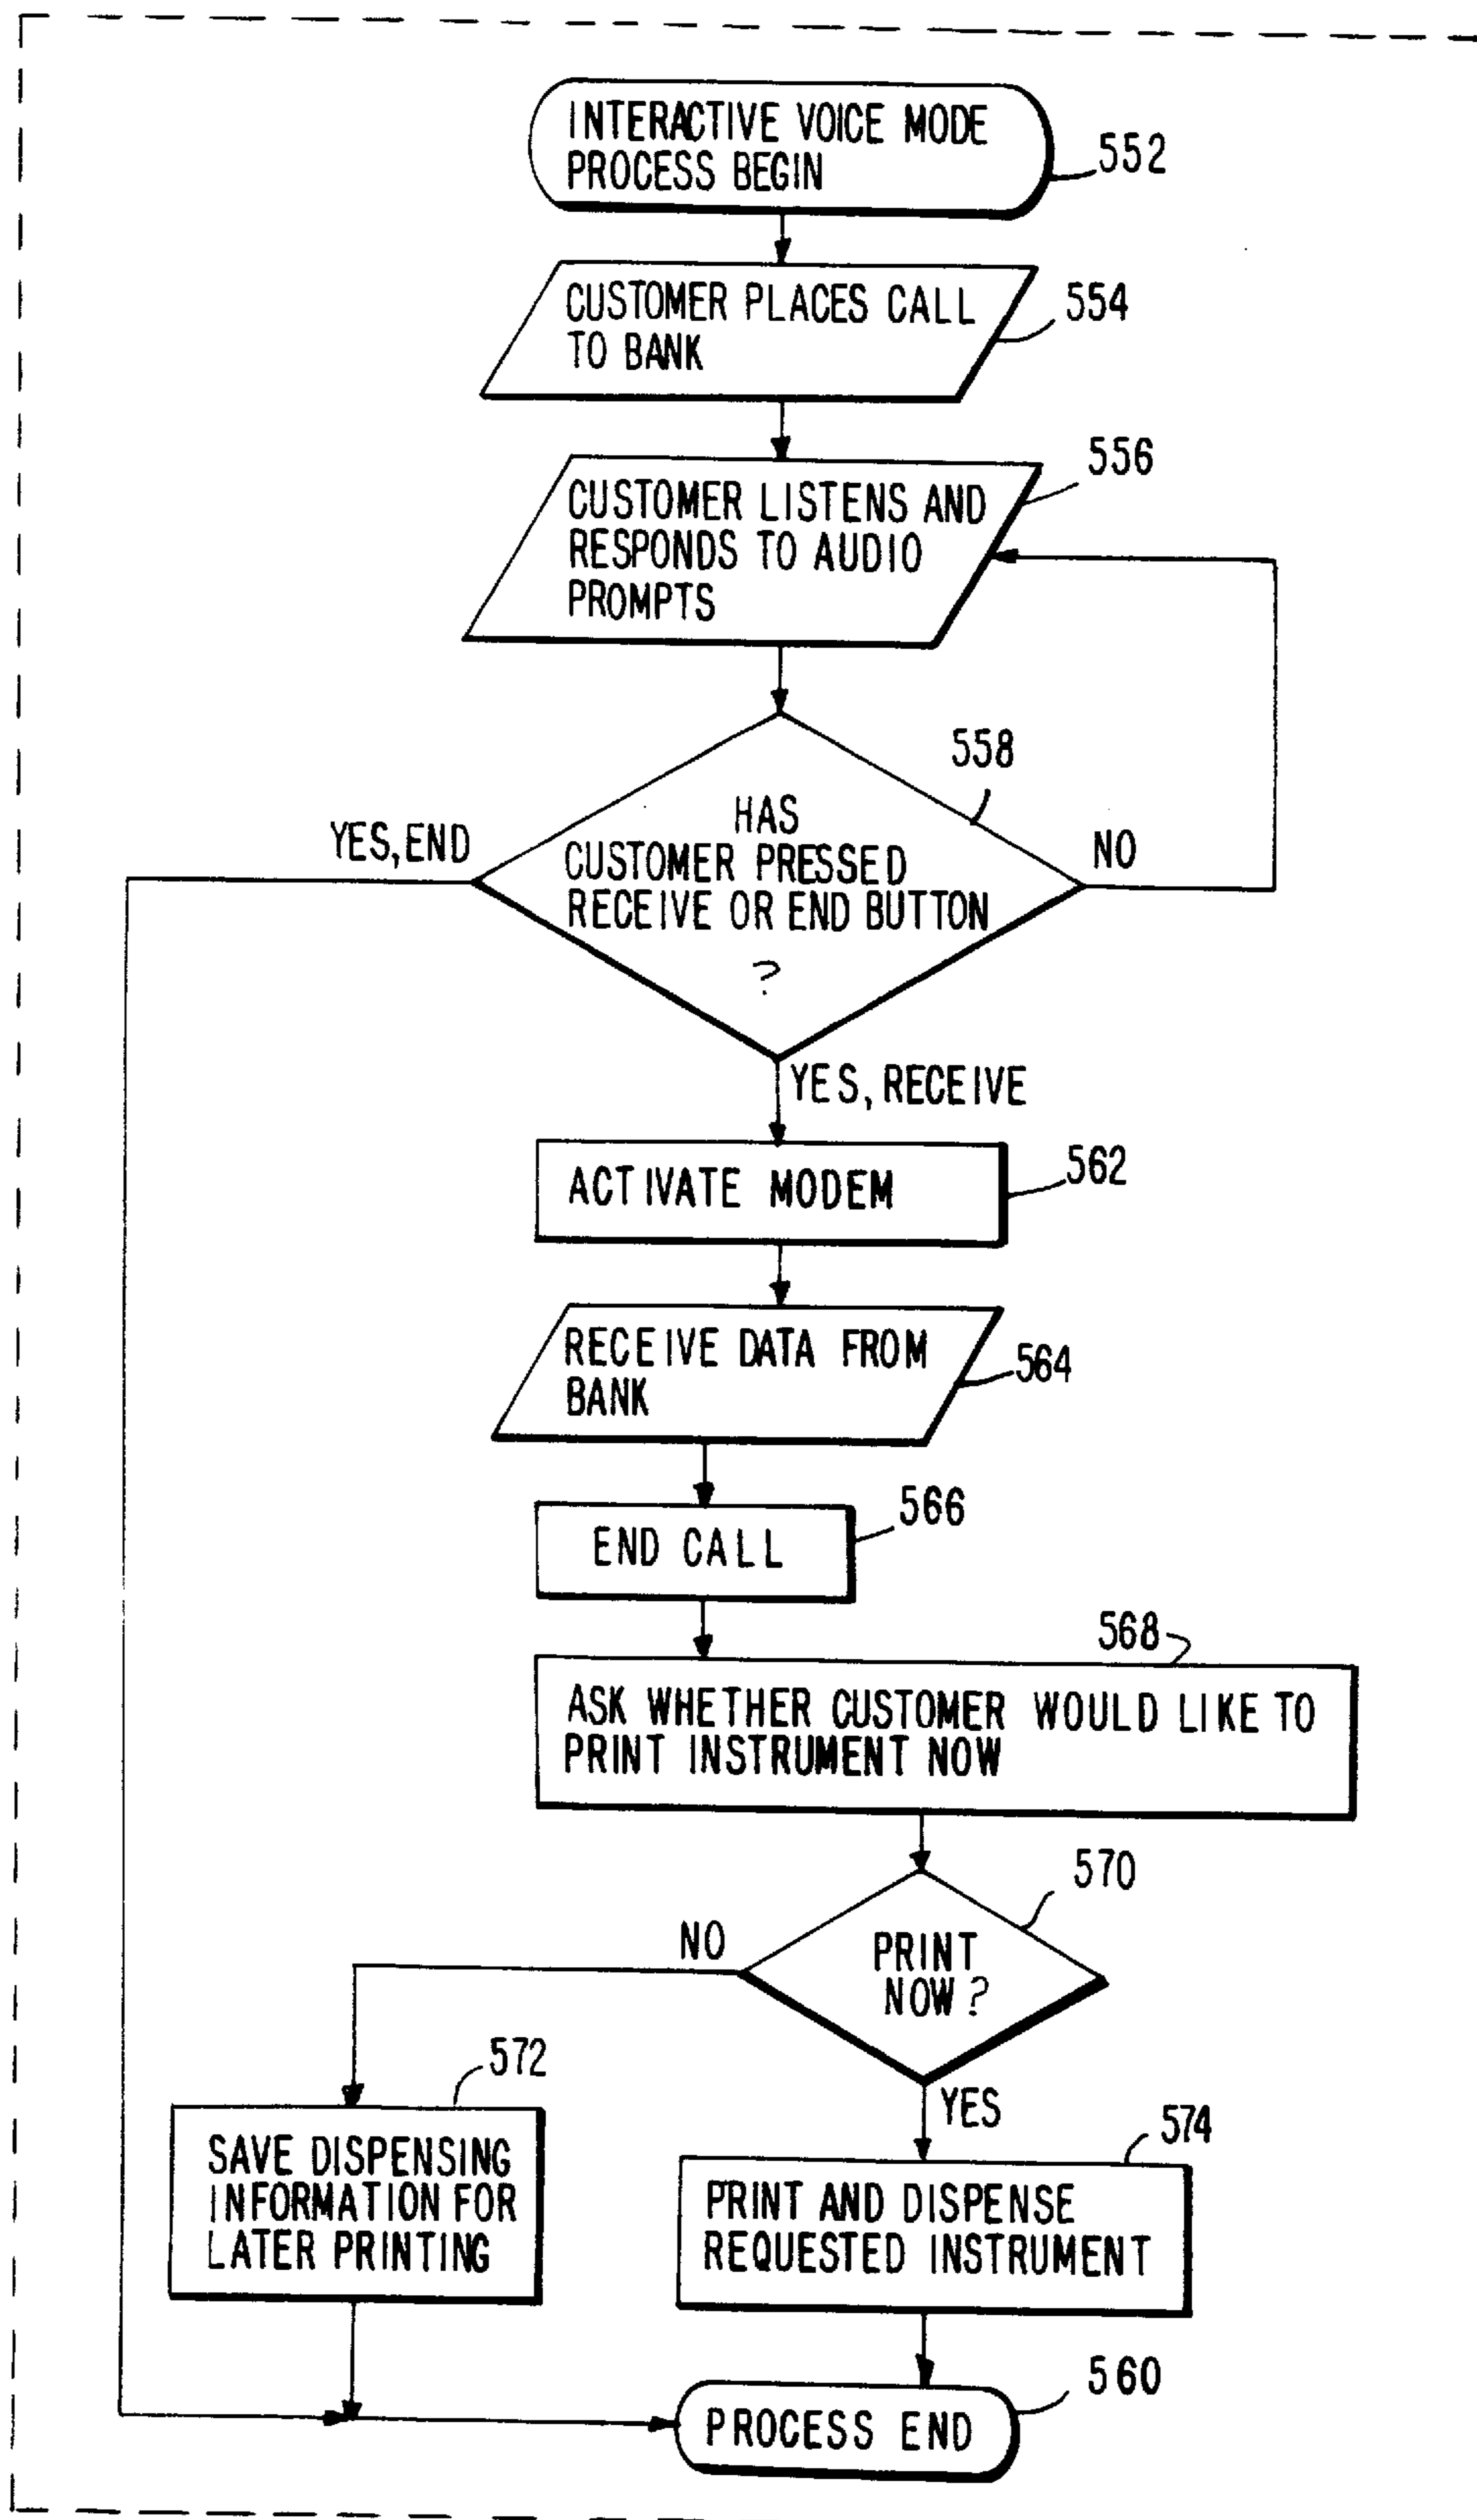 INTERACTIVE VOICE MODE
PROCESS BEGIN
552
CUSTOMER PLACES CALL
TO BANK
554
CUSTOMER LISTENS AND
RESPONDS TO AUDIO
PROMPTS
556
HAS
CUSTOMER PRESSED
RECEIVE OR END BUTTON
?
558
YES, END
NO
YES, RECEIVE
ACTIVATE MODEM
562
RECEIVE DATA FROM
BANK
564
END CALL
566
568
ASK WHETHER CUSTOMER WOULD LIKE TO
PRINT INSTRUMENT NOW
570
PRINT
NOW?
NO
YES
572
SAVE DISPENSING
INFORMATION FOR
LATER PRINTING
574
PRINT AND DISPENSE
REQUESTED INSTRUMENT
560
PROCESS END